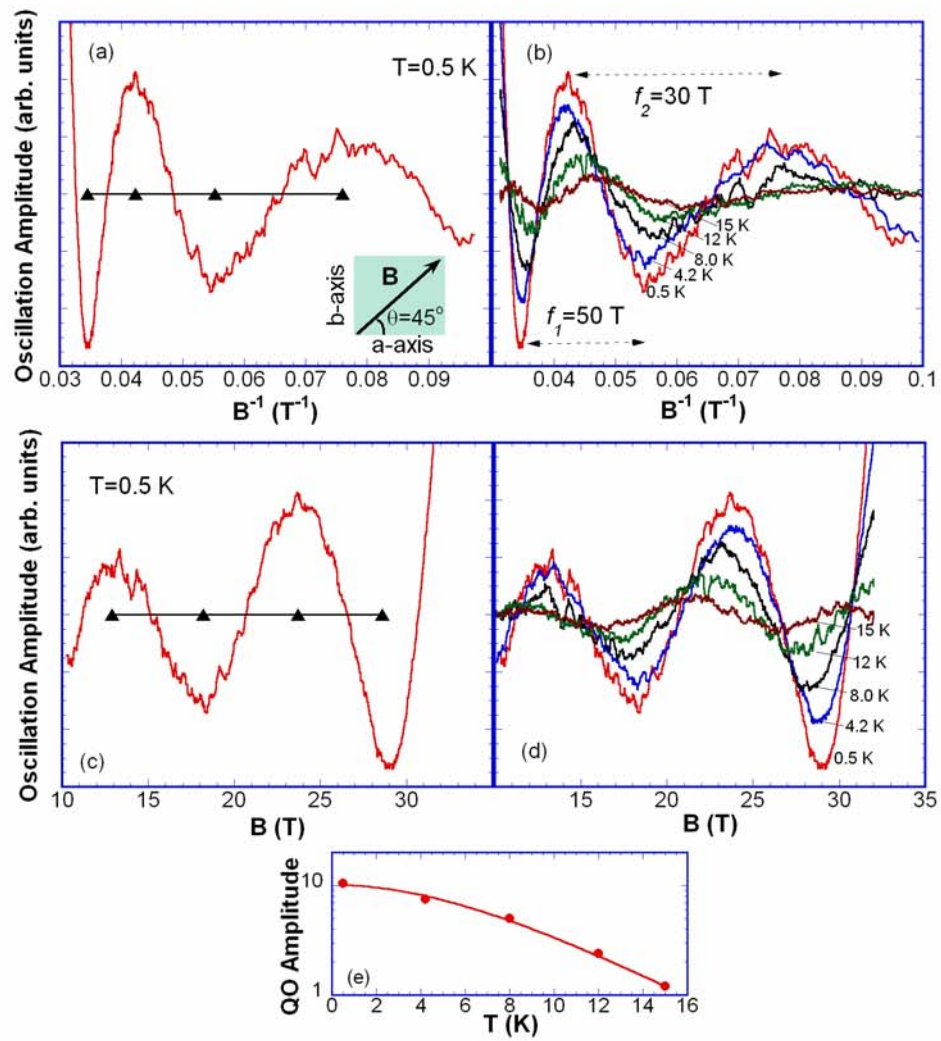 Oscillation Amplitude (arb. units)
(a)
T=0.5 K
B
θ=45°
b-axis
a-axis
0.03 0.04 0.05 0.06 0.07 0.08 0.09
B⁻¹ (T⁻¹)
(b)
f₂=30 T
15 K
12 K
8.0 K
4.2 K
0.5 K
f₁=50 T
0.04 0.05 0.06 0.07 0.08 0.09 0.1
B⁻¹ (T⁻¹)
Oscillation Amplitude (arb. units)
T=0.5 K
(c)
10 15 20 25 30
B (T)
15 K
12 K
8.0 K
4.2 K
0.5 K
(d)
15 20 25 30 35
B (T)
QO Amplitude
10
1
(e)
0 2 4 6 8 10 12 14 16
T (K)